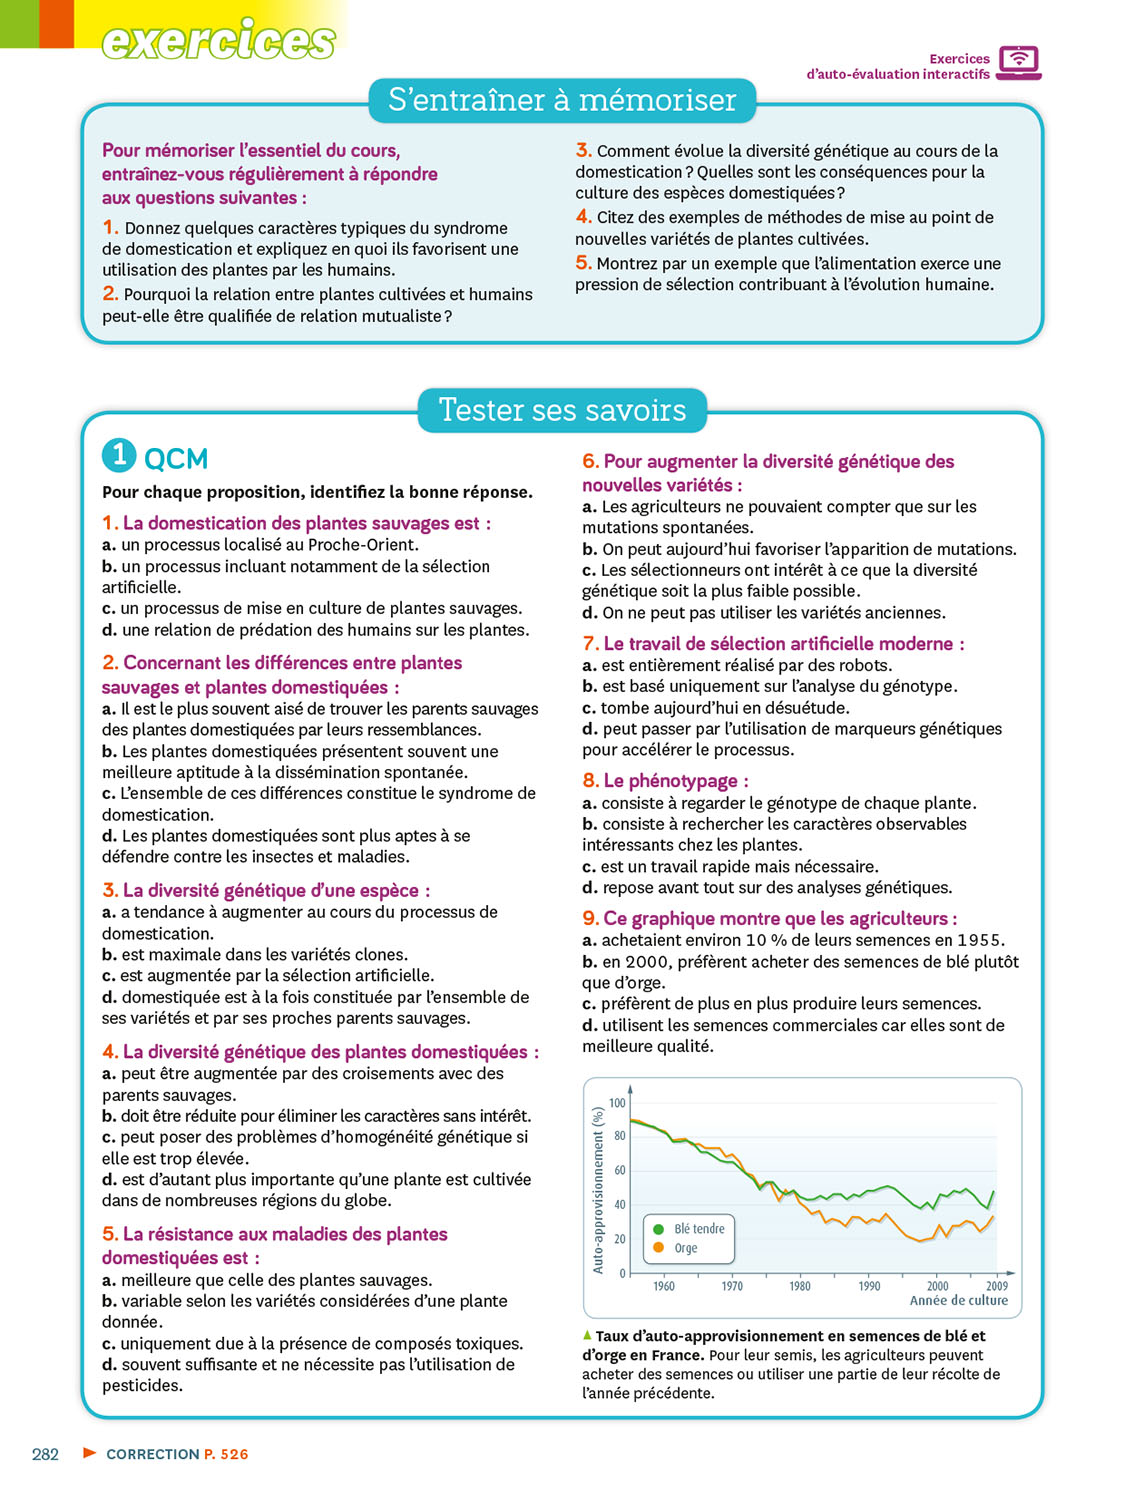 exercices
Exercices
d’auto-évaluation interactifs
S’entraîner à mémoriser
Pour mémoriser l’essentiel du cours,
entraînez-vous régulièrement à répondre
aux questions suivantes :
1. Donnez quelques caractères typiques du syndrome
de domestication et expliquez en quoi ils favorisent une
utilisation des plantes par les humains.
2. Pourquoi la relation entre plantes cultivées et humains
peut-elle être qualifiée de relation mutualiste ?
3. Comment évolue la diversité génétique au cours de la
domestication ? Quelles sont les conséquences pour la
culture des espèces domestiquées ?
4. Citez des exemples de méthodes de mise au point de
nouvelles variétés de plantes cultivées.
5. Montrez par un exemple que l’alimentation exerce une
pression de sélection contribuant à l’évolution humaine.
Tester ses savoirs
1 QCM
Pour chaque proposition, identifiez la bonne réponse.
1. La domestication des plantes sauvages est :
a. un processus localisé au Proche-Orient.
b. un processus incluant notamment de la sélection
artificielle.
c. un processus de mise en culture de plantes sauvages.
d. une relation de prédation des humains sur les plantes.
2. Concernant les différences entre plantes
sauvages et plantes domestiquées :
a. Il est le plus souvent aisé de trouver les parents sauvages
des plantes domestiquées par leurs ressemblances.
b. Les plantes domestiquées présentent souvent une
meilleure aptitude à la dissémination spontanée.
c. L’ensemble de ces différences constitue le syndrome de
domestication.
d. Les plantes domestiquées sont plus aptes à se
défendre contre les insectes et maladies.
3. La diversité génétique d’une espèce :
a. a tendance à augmenter au cours du processus de
domestication.
b. est maximale dans les variétés clones.
c. est augmentée par la sélection artificielle.
d. domestiquée est à la fois constituée par l’ensemble de
ses variétés et par ses proches parents sauvages.
4. La diversité génétique des plantes domestiquées :
a. peut être augmentée par des croisements avec des
parents sauvages.
b. doit être réduite pour éliminer les caractères sans intérêt.
c. peut poser des problèmes d’homogénéité génétique si
elle est trop élevée.
d. est d’autant plus importante qu’une plante est cultivée
dans de nombreuses régions du globe.
5. La résistance aux maladies des plantes
domestiquées est :
a. meilleure que celle des plantes sauvages.
b. variable selon les variétés considérées d’une plante
donnée.
c. uniquement due à la présence de composés toxiques.
d. souvent suffisante et ne nécessite pas l’utilisation de
pesticides.
6. Pour augmenter la diversité génétique des
nouvelles variétés :
a. Les agriculteurs ne pouvaient compter que sur les
mutations spontanées.
b. On peut aujourd’hui favoriser l’apparition de mutations.
c. Les sélectionneurs ont intérêt à ce que la diversité
génétique soit la plus faible possible.
d. On ne peut pas utiliser les variétés anciennes.
7. Le travail de sélection artificielle moderne :
a. est entièrement réalisé par des robots.
b. est basé uniquement sur l’analyse du génotype.
c. tombe aujourd’hui en désuétude.
d. peut passer par l’utilisation de marqueurs génétiques
pour accélérer le processus.
8. Le phénotypage :
a. consiste à regarder le génotype de chaque plante.
b. consiste à rechercher les caractères observables
intéressants chez les plantes.
c. est un travail rapide mais nécessaire.
d. repose avant tout sur des analyses génétiques.
9. Ce graphique montre que les agriculteurs :
a. achetaient environ 10 % de leurs semences en 1955.
b. en 2000, préfèrent acheter des semences de blé plutôt
que d’orge.
c. préfèrent de plus en plus produire leurs semences.
d. utilisent les semences commerciales car elles sont de
meilleure qualité.
Auto-approvisionnement (%)
100
80
60
40
20
0
Blé tendre
Orge
1960 1970 1980 1990 2000 2009
Année de culture
▲ Taux d’auto-approvisionnement en semences de blé et
d’orge en France. Pour leur semis, les agriculteurs peuvent
acheter des semences ou utiliser une partie de leur récolte de
l’année précédente.
282 ► CORRECTION P. 526